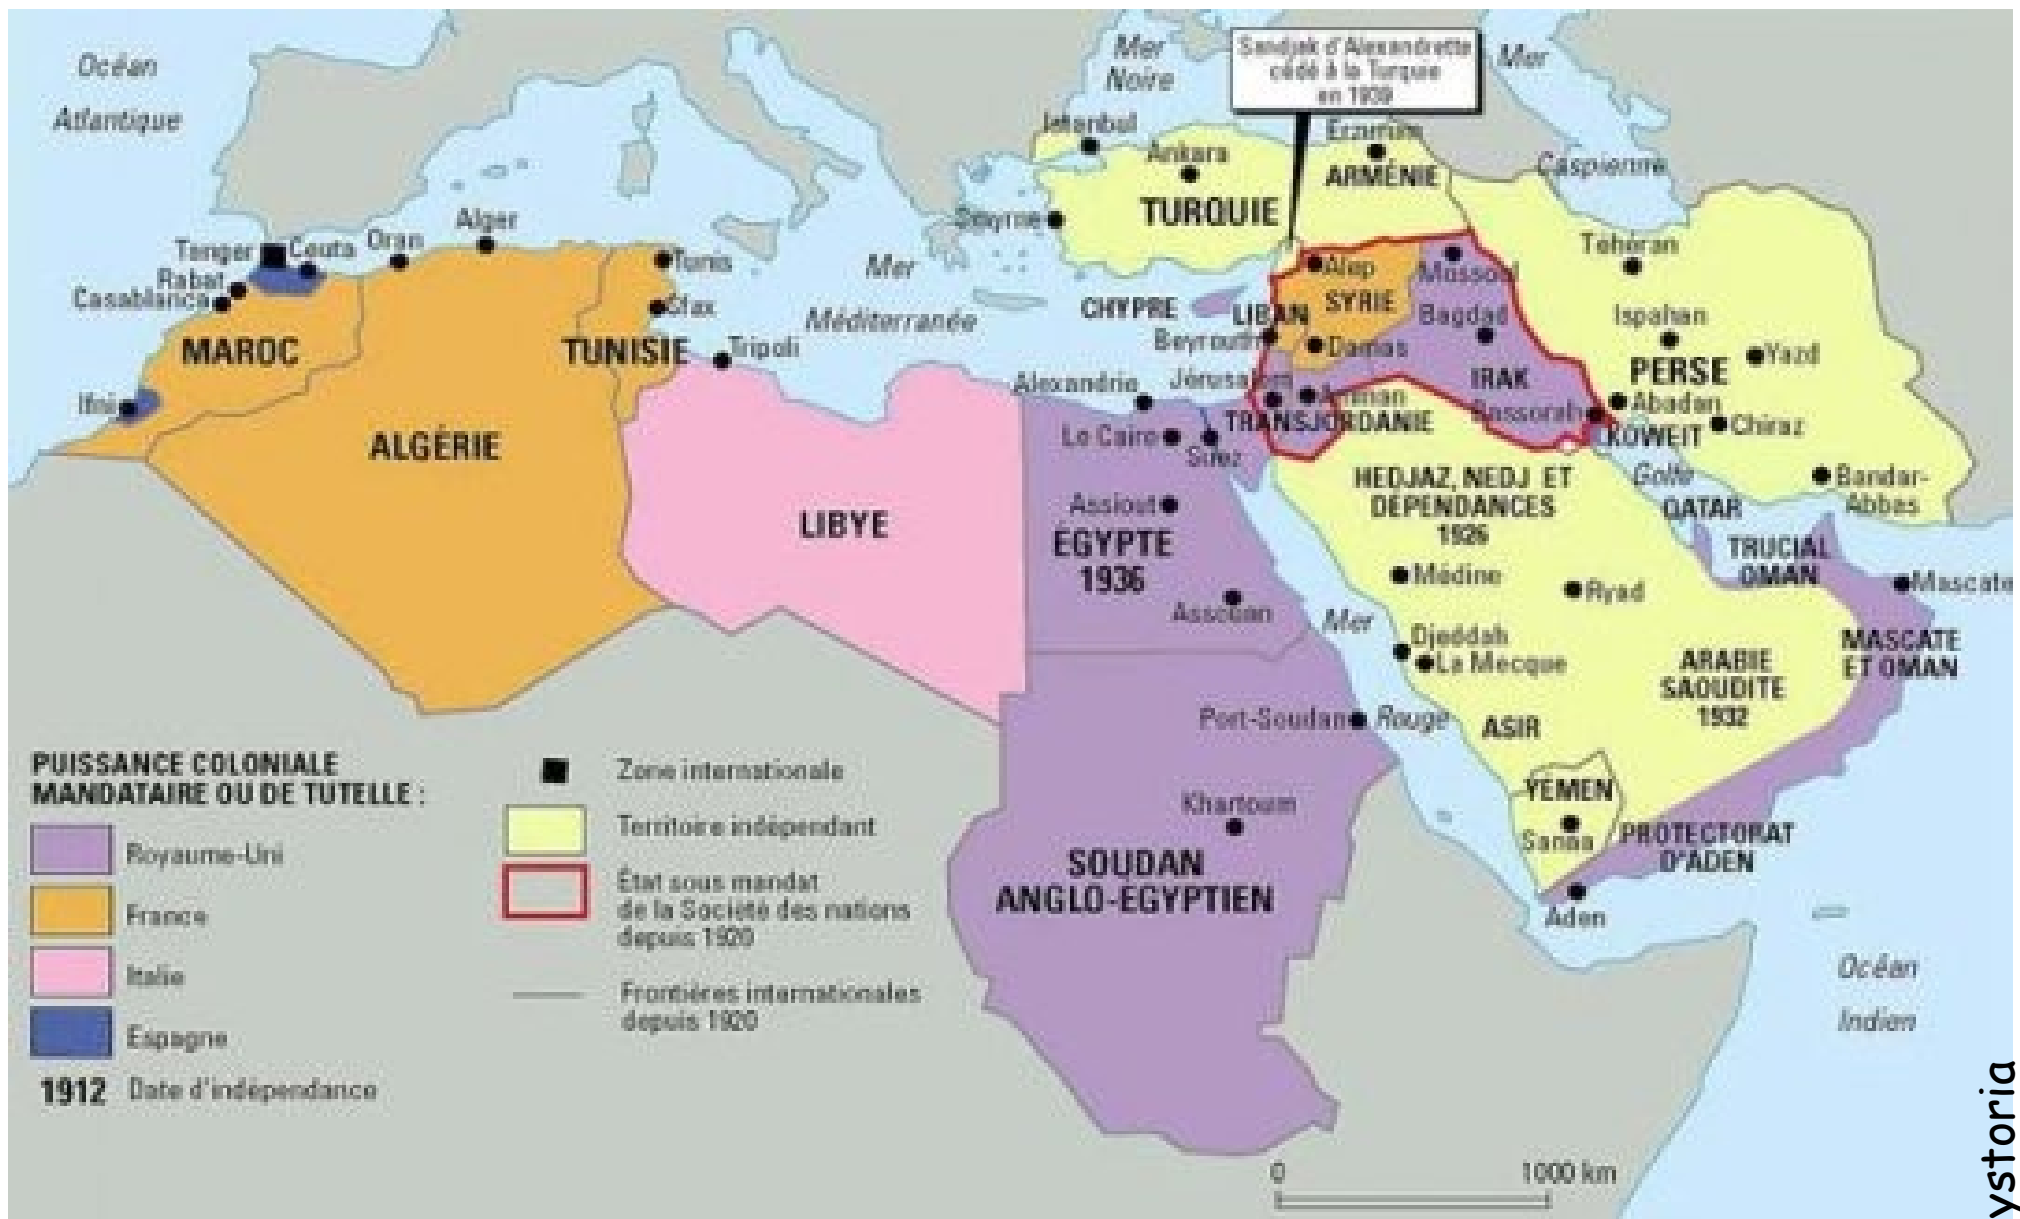 Océan
Atlantique
Mer
Noire
Sandjak d'Alexandrette
cédé à la Turquie
en 1939
Mer
Caspienne
Istanbul
Ankara
Erzurum
ARMÉNIE
TURQUIE
Smyrne
Tanger
Ceuta
Oran
Alger
Rabat
Casablanca
Tunis
Sfax
Mer
Méditerranée
CHYPRE
LIBAN
Beyrouth
Alep
SYRIE
Damas
Mossoul
Bagdad
Téhéran
Ispahan
Yazd
PERSE
MAROC
TUNISIE
Tripoli
Ifni
Alexandrie
Jérusalem
Amman
TRANSJORDANIE
IRAK
Bassorah
Abadan
Chiraz
KOWEIT
ALGÉRIE
Le Caire
Suez
Golfe
Bandar-
Abbas
HEDJAZ, NEDJ ET
DÉPENDANCES
1926
QATAR
LIBYE
Assiout
ÉGYPTE
1936
TRUCIAL
OMAN
Médine
Ryad
Mascate
Assouan
Mer
Djeddah
La Mecque
MASCATE
ET OMAN
ARABIE
SAOUDITE
1932
Port-Soudan
Rouge
ASIR
YEMEN
Sanaa
Khartoum
SOUDAN
ANGLO-EGYPTIEN
PROTECTORAT
D'ADEN
Aden
Océan
Indien
PUISSANCE COLONIALE
MANDATAIRE OU DE TUTELLE :
Royaume-Uni
France
Italie
Espagne
1912 Date d'indépendance
Zone internationale
Territoire indépendant
État sous mandat
de la Société des nations
depuis 1920
Frontières internationales
depuis 1920
0 1000 km
ystoria